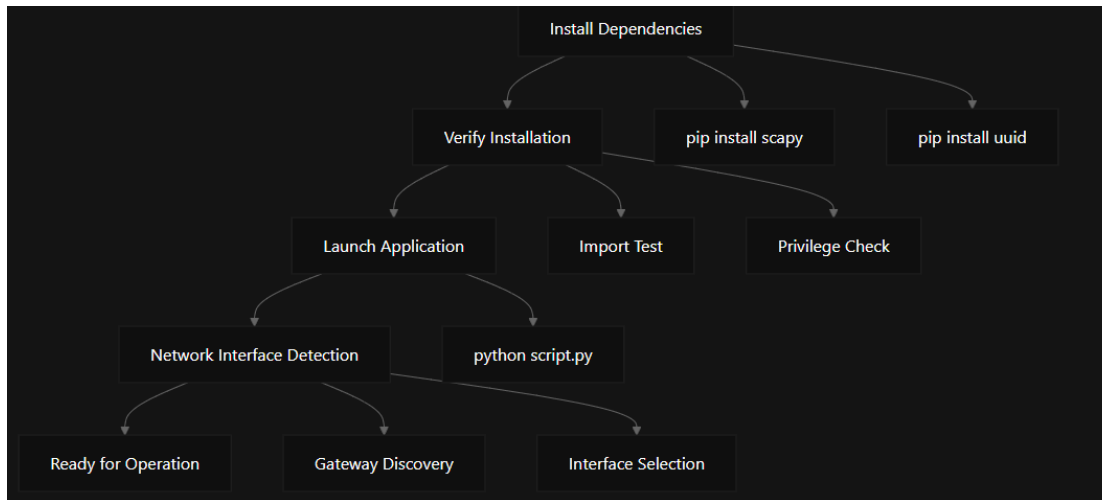 Install Dependencies
Verify Installation
pip install scapy
pip install uuid
Launch Application
Import Test
Privilege Check
Network Interface Detection
python script.py
Ready for Operation
Gateway Discovery
Interface Selection